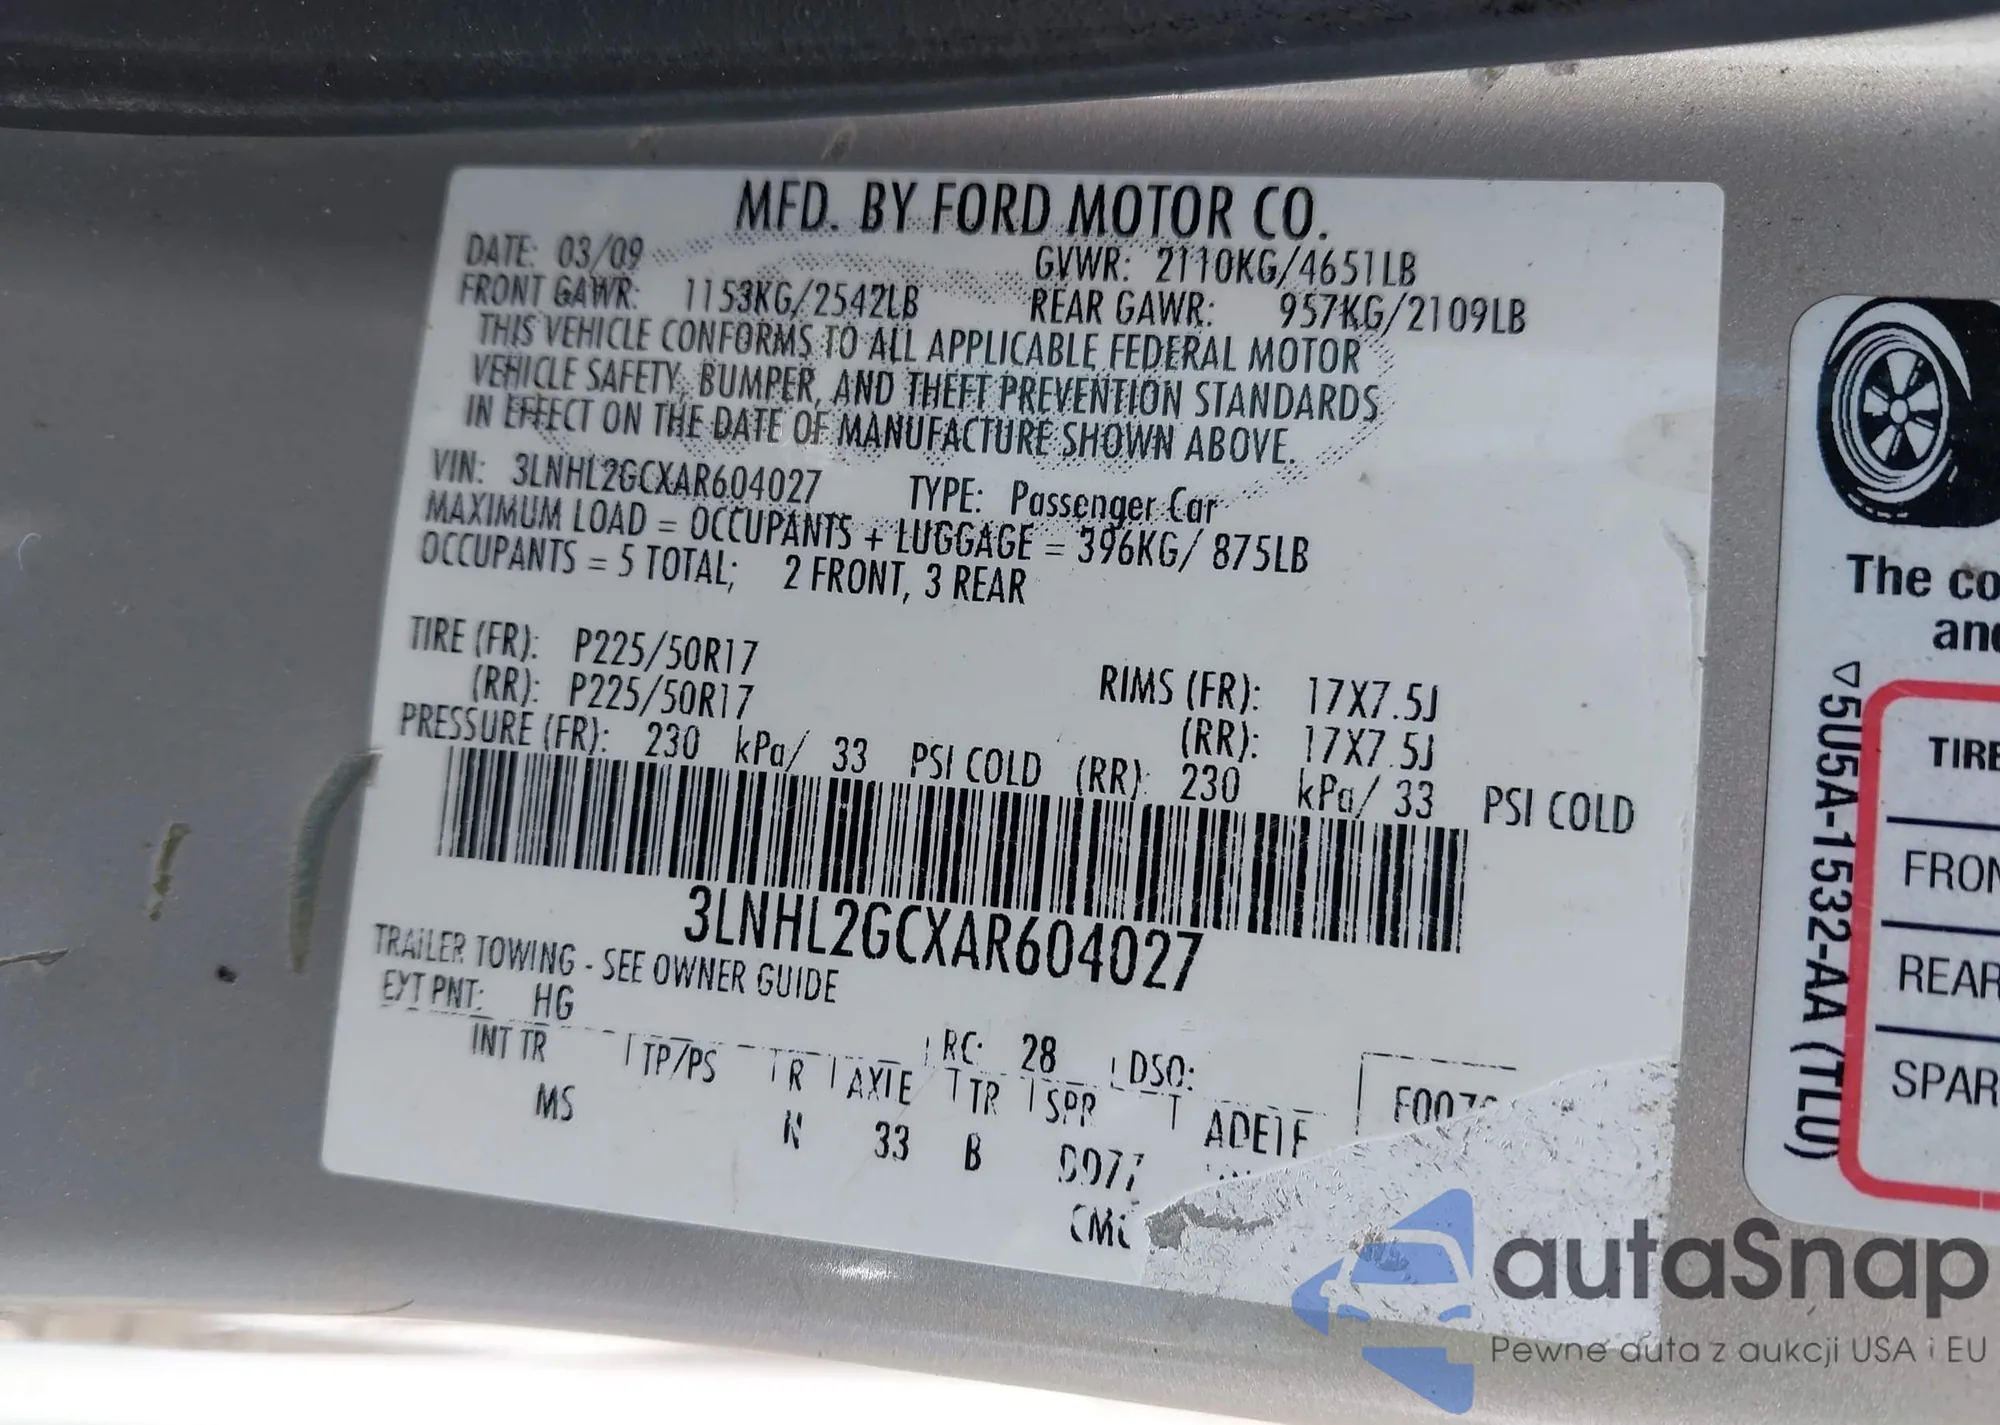 MFD. BY FORD MOTOR CO.
DATE: 03/09 GVWR: 2110KG/4651LB
FRONT GAWR: 1153KG/2542LB REAR GAWR: 957KG/2109LB
THIS VEHICLE CONFORMS TO ALL APPLICABLE FEDERAL MOTOR
VEHICLE SAFETY, BUMPER, AND THEFT PREVENTION STANDARDS
IN EFFECT ON THE DATE OF MANUFACTURE SHOWN ABOVE.
VIN: 3LNHL2GCXAR604027 TYPE: Passenger Car
MAXIMUM LOAD = OCCUPANTS + LUGGAGE = 396KG/ 875LB
OCCUPANTS = 5 TOTAL; 2 FRONT, 3 REAR
TIRE (FR): P225/50R17 RIMS (FR): 17X7.5J
(RR): P225/50R17 (RR): 17X7.5J
PRESSURE (FR): 230 kPa/ 33 PSI COLD (RR): 230 kPa/ 33 PSI COLD
3LNHL2GCXAR604027
TRAILER TOWING - SEE OWNER GUIDE
EXT PNT: HG RC: 28 DSO:
INT TR TP/PS R AXLE TR SPR
MS N 33 B
The co
and
5U5A-1532-AA (TLU)
TIRE
FRON
REAR
SPAR
autaSnap
Pewne auta z aukcji USA i EU